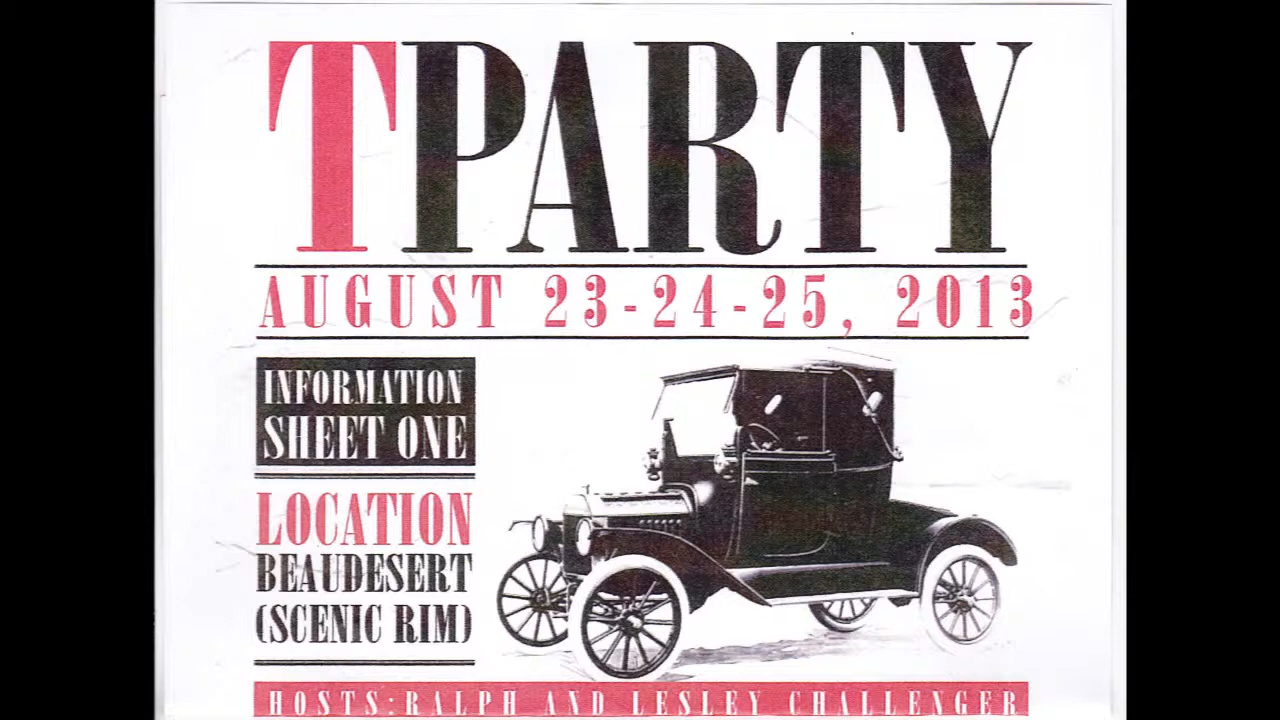 TPARTY
AUGUST 23-24-25, 2013
INFORMATION
SHEET ONE
LOCATION
BEAUDESERT
(SCENIC RIM)
HOSTS:RALPH AND LESLEY CHALLENGER